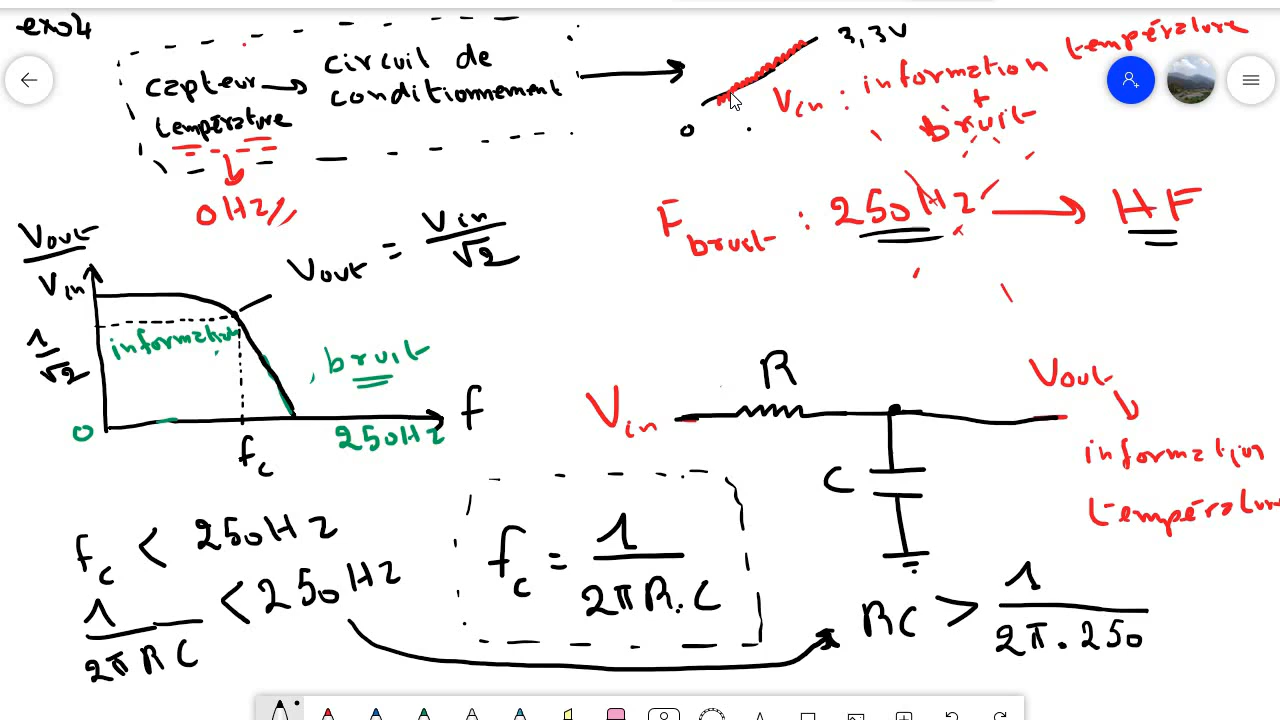 exo4
capteur → circuil de
température conditionnement
0Hz
3,3V
0
Vin : information température
+
bruit
Fbruit : 250Hz → HF
Vout/Vin
Vout = Vin/√2
1/√2
information
bruit
0
fc
250Hz
f
Vin
R
C
Vout
information
température
fc < 250Hz
1/2πRC < 250Hz
fc = 1/2πR.C
RC > 1/2π.250